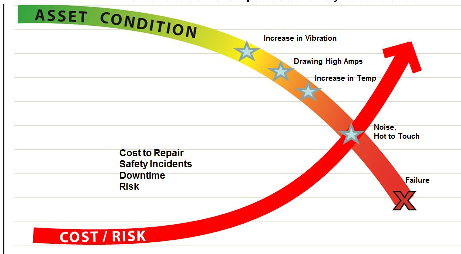 ASSET CONDITION
Increase in Vibration
Drawing High Amps
Increase in Temp
Noise,
Hot to Touch
Cost to Repair
Safety Incidents
Downtime
Risk
Failure
X
COST / RISK